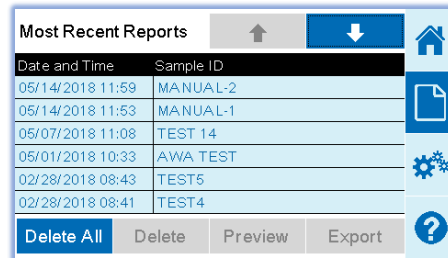 Most Recent Reports
Date and Time Sample ID
05/14/2018 11:59 MANUAL-2
05/14/2018 11:53 MANUAL-1
05/07/2018 11:08 TEST 14
05/01/2018 10:33 AWA TEST
02/28/2018 08:43 TEST5
02/28/2018 08:41 TEST4
Delete All Delete Preview Export
?